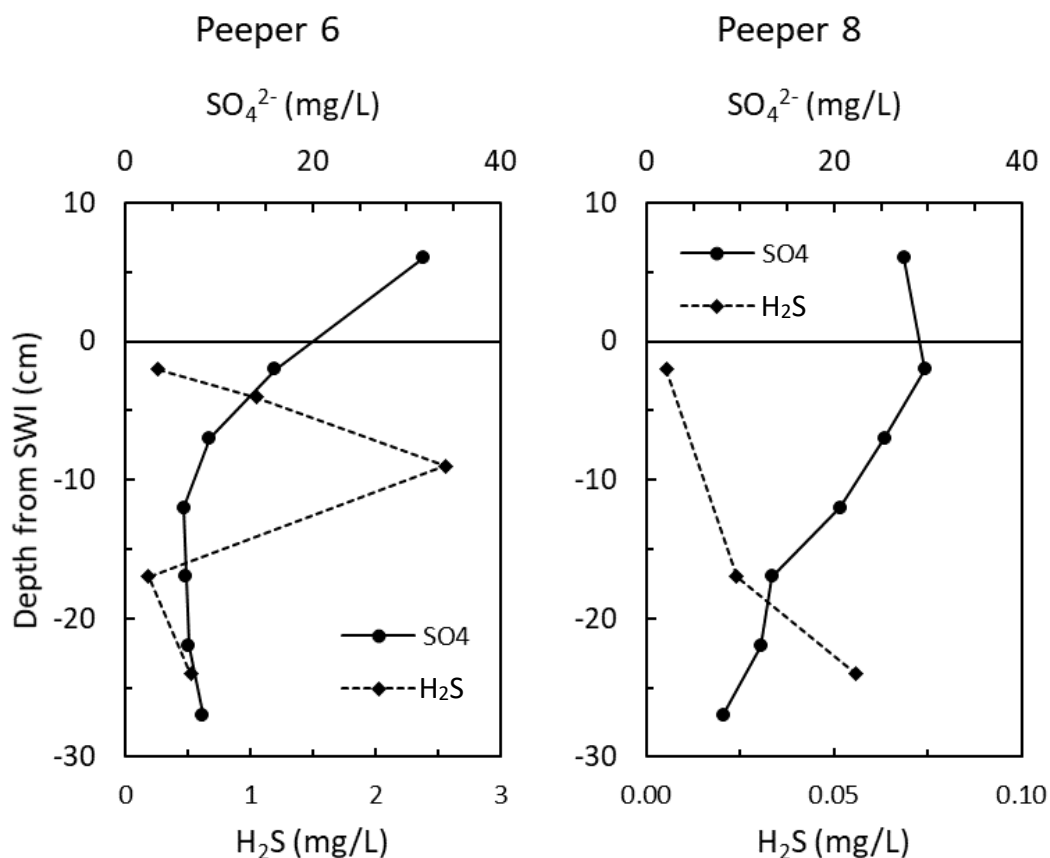 Peeper 6
SO₄²⁻ (mg/L)
0 20 40
10
0
-10
-20
-30
Depth from SWI (cm)
SO4
H₂S
0 1 2 3
H₂S (mg/L)
Peeper 8
SO₄²⁻ (mg/L)
0 20 40
10
0
-10
-20
-30
SO4
H₂S
0.00 0.05 0.10
H₂S (mg/L)